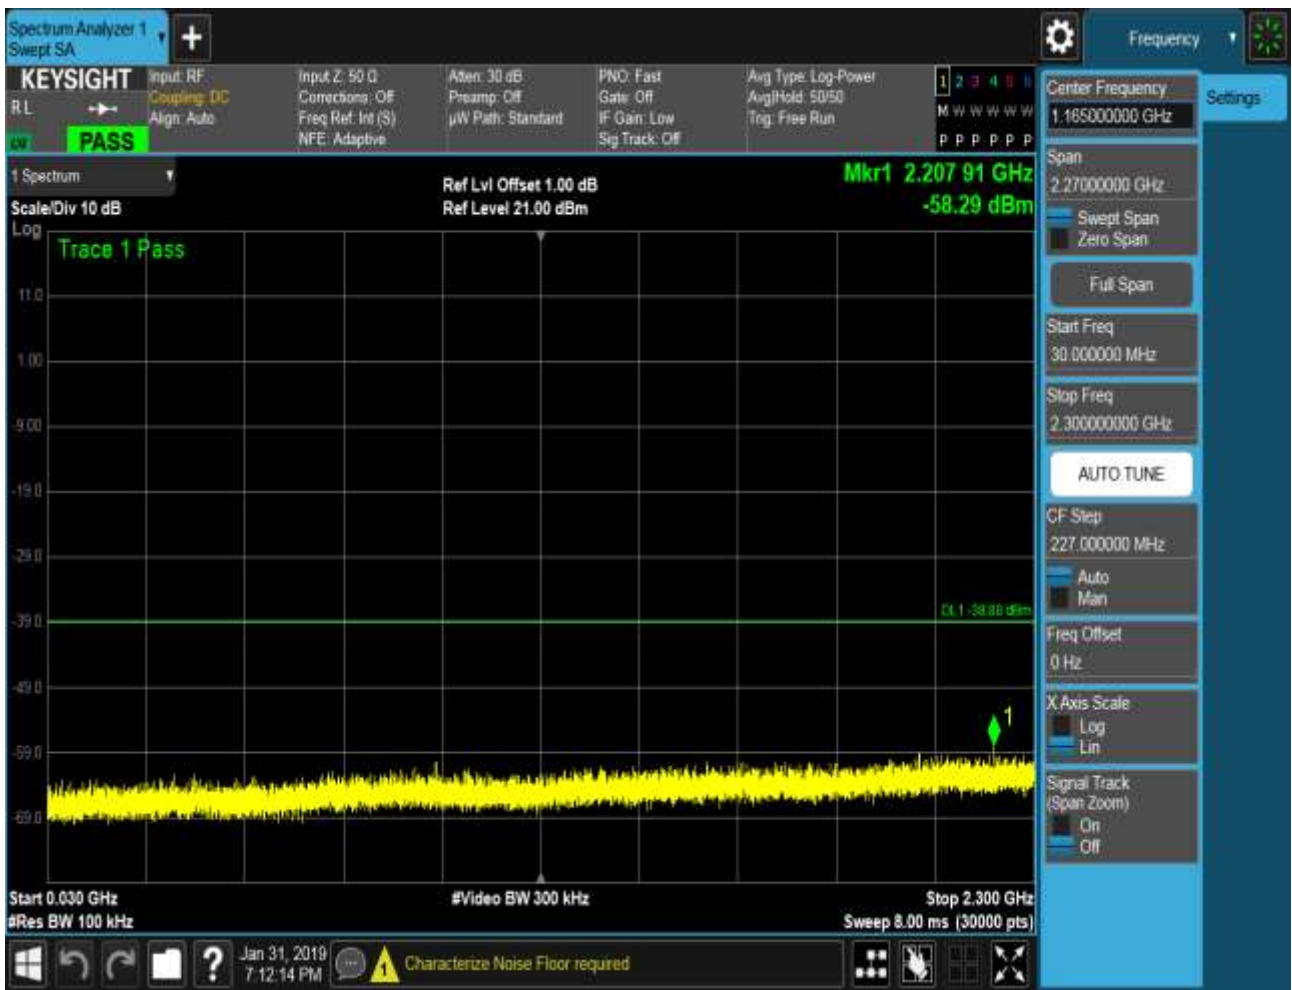 Spectrum Analyzer 1
Swept SA
+
Frequency
KEYSIGHT
R L
PASS
Input: RF
Coupling: DC
Align: Auto
Input Z: 50 Ω
Corrections: Off
Freq Ref: Int (S)
NFE: Adaptive
Atten: 30 dB
Preamp: Off
µW Path: Standard
PNO: Fast
Gate: Off
IF Gain: Low
Sig Track: Off
Avg Type: Log-Power
Avg|Hold: 50/50
Trig: Free Run
1 2 3 4 5 6
M W W W W W
P P P P P P
1 Spectrum
Scale/Div 10 dB
Log
Ref Lvl Offset 1.00 dB
Ref Level 21.00 dBm
Mkr1 2.207 91 GHz
-58.29 dBm
Trace 1 Pass
11.0
1.00
-9.00
-19.0
-29.0
-39.0
-49.0
-59.0
-69.0
DL1 -38.88 dBm
1
Start 0.030 GHz
#Res BW 100 kHz
#Video BW 300 kHz
Stop 2.300 GHz
Sweep 8.00 ms (30000 pts)
?
Jan 31, 2019
7:12:14 PM
1
Characterize Noise Floor required
Center Frequency
1.165000000 GHz
Settings
Span
2.27000000 GHz
Swept Span
Zero Span
Full Span
Start Freq
30.000000 MHz
Stop Freq
2.300000000 GHz
AUTO TUNE
CF Step
227.000000 MHz
Auto
Man
Freq Offset
0 Hz
X Axis Scale
Log
Lin
Signal Track
(Span Zoom)
On
Off